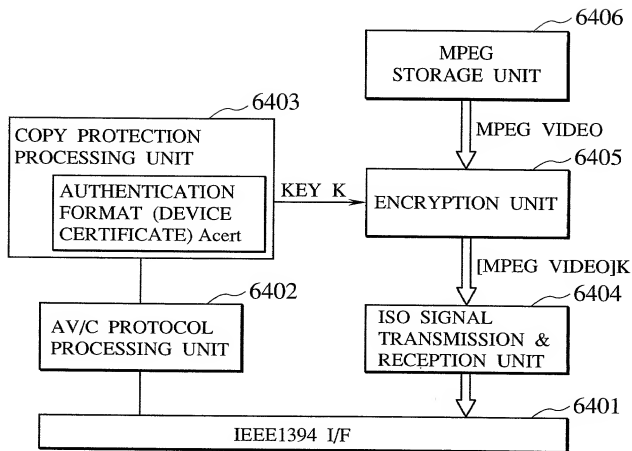 6406
MPEG
STORAGE UNIT
6403
COPY PROTECTION
PROCESSING UNIT
AUTHENTICATION
FORMAT (DEVICE
CERTIFICATE) Acert
KEY K
MPEG VIDEO
6405
ENCRYPTION UNIT
[MPEG VIDEO]K
6402
AV/C PROTOCOL
PROCESSING UNIT
6404
ISO SIGNAL
TRANSMISSION &
RECEPTION UNIT
6401
IEEE1394 I/F